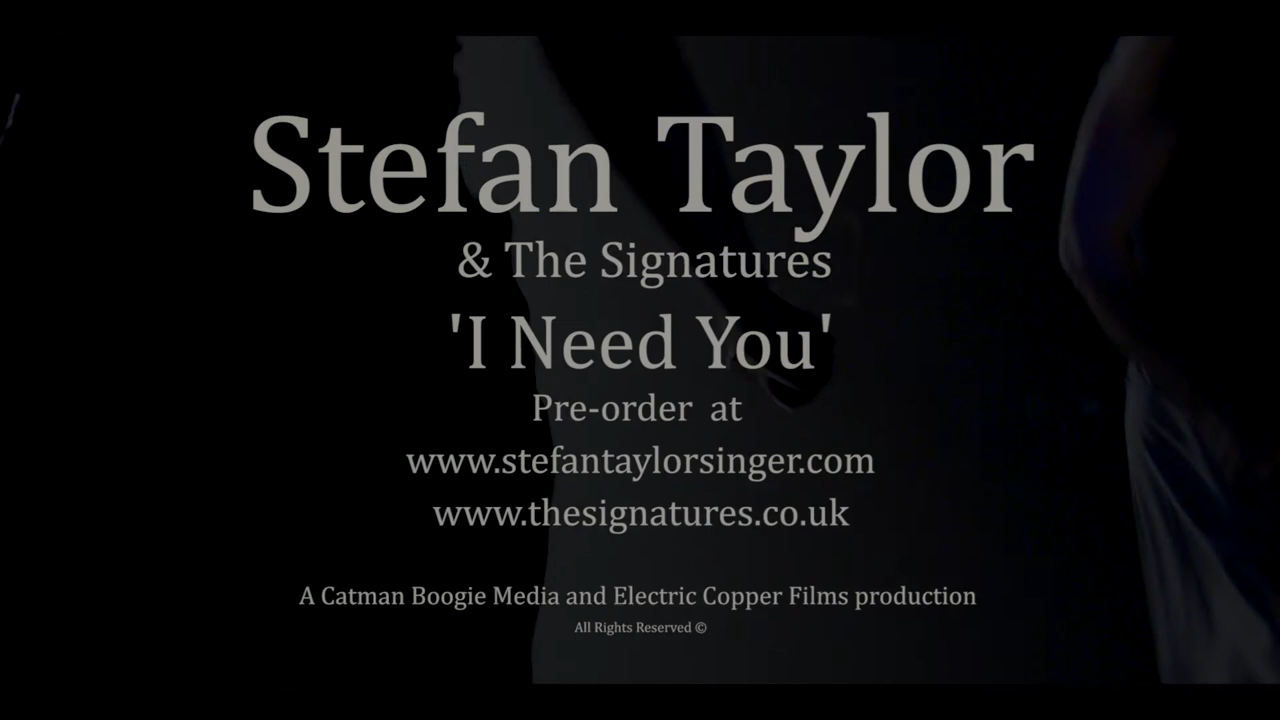 Stefan Taylor
& The Signatures
'I Need You'
Pre-order at
www.stefantaylorsinger.com
www.thesignatures.co.uk
A Catman Boogie Media and Electric Copper Films production
All Rights Reserved ©